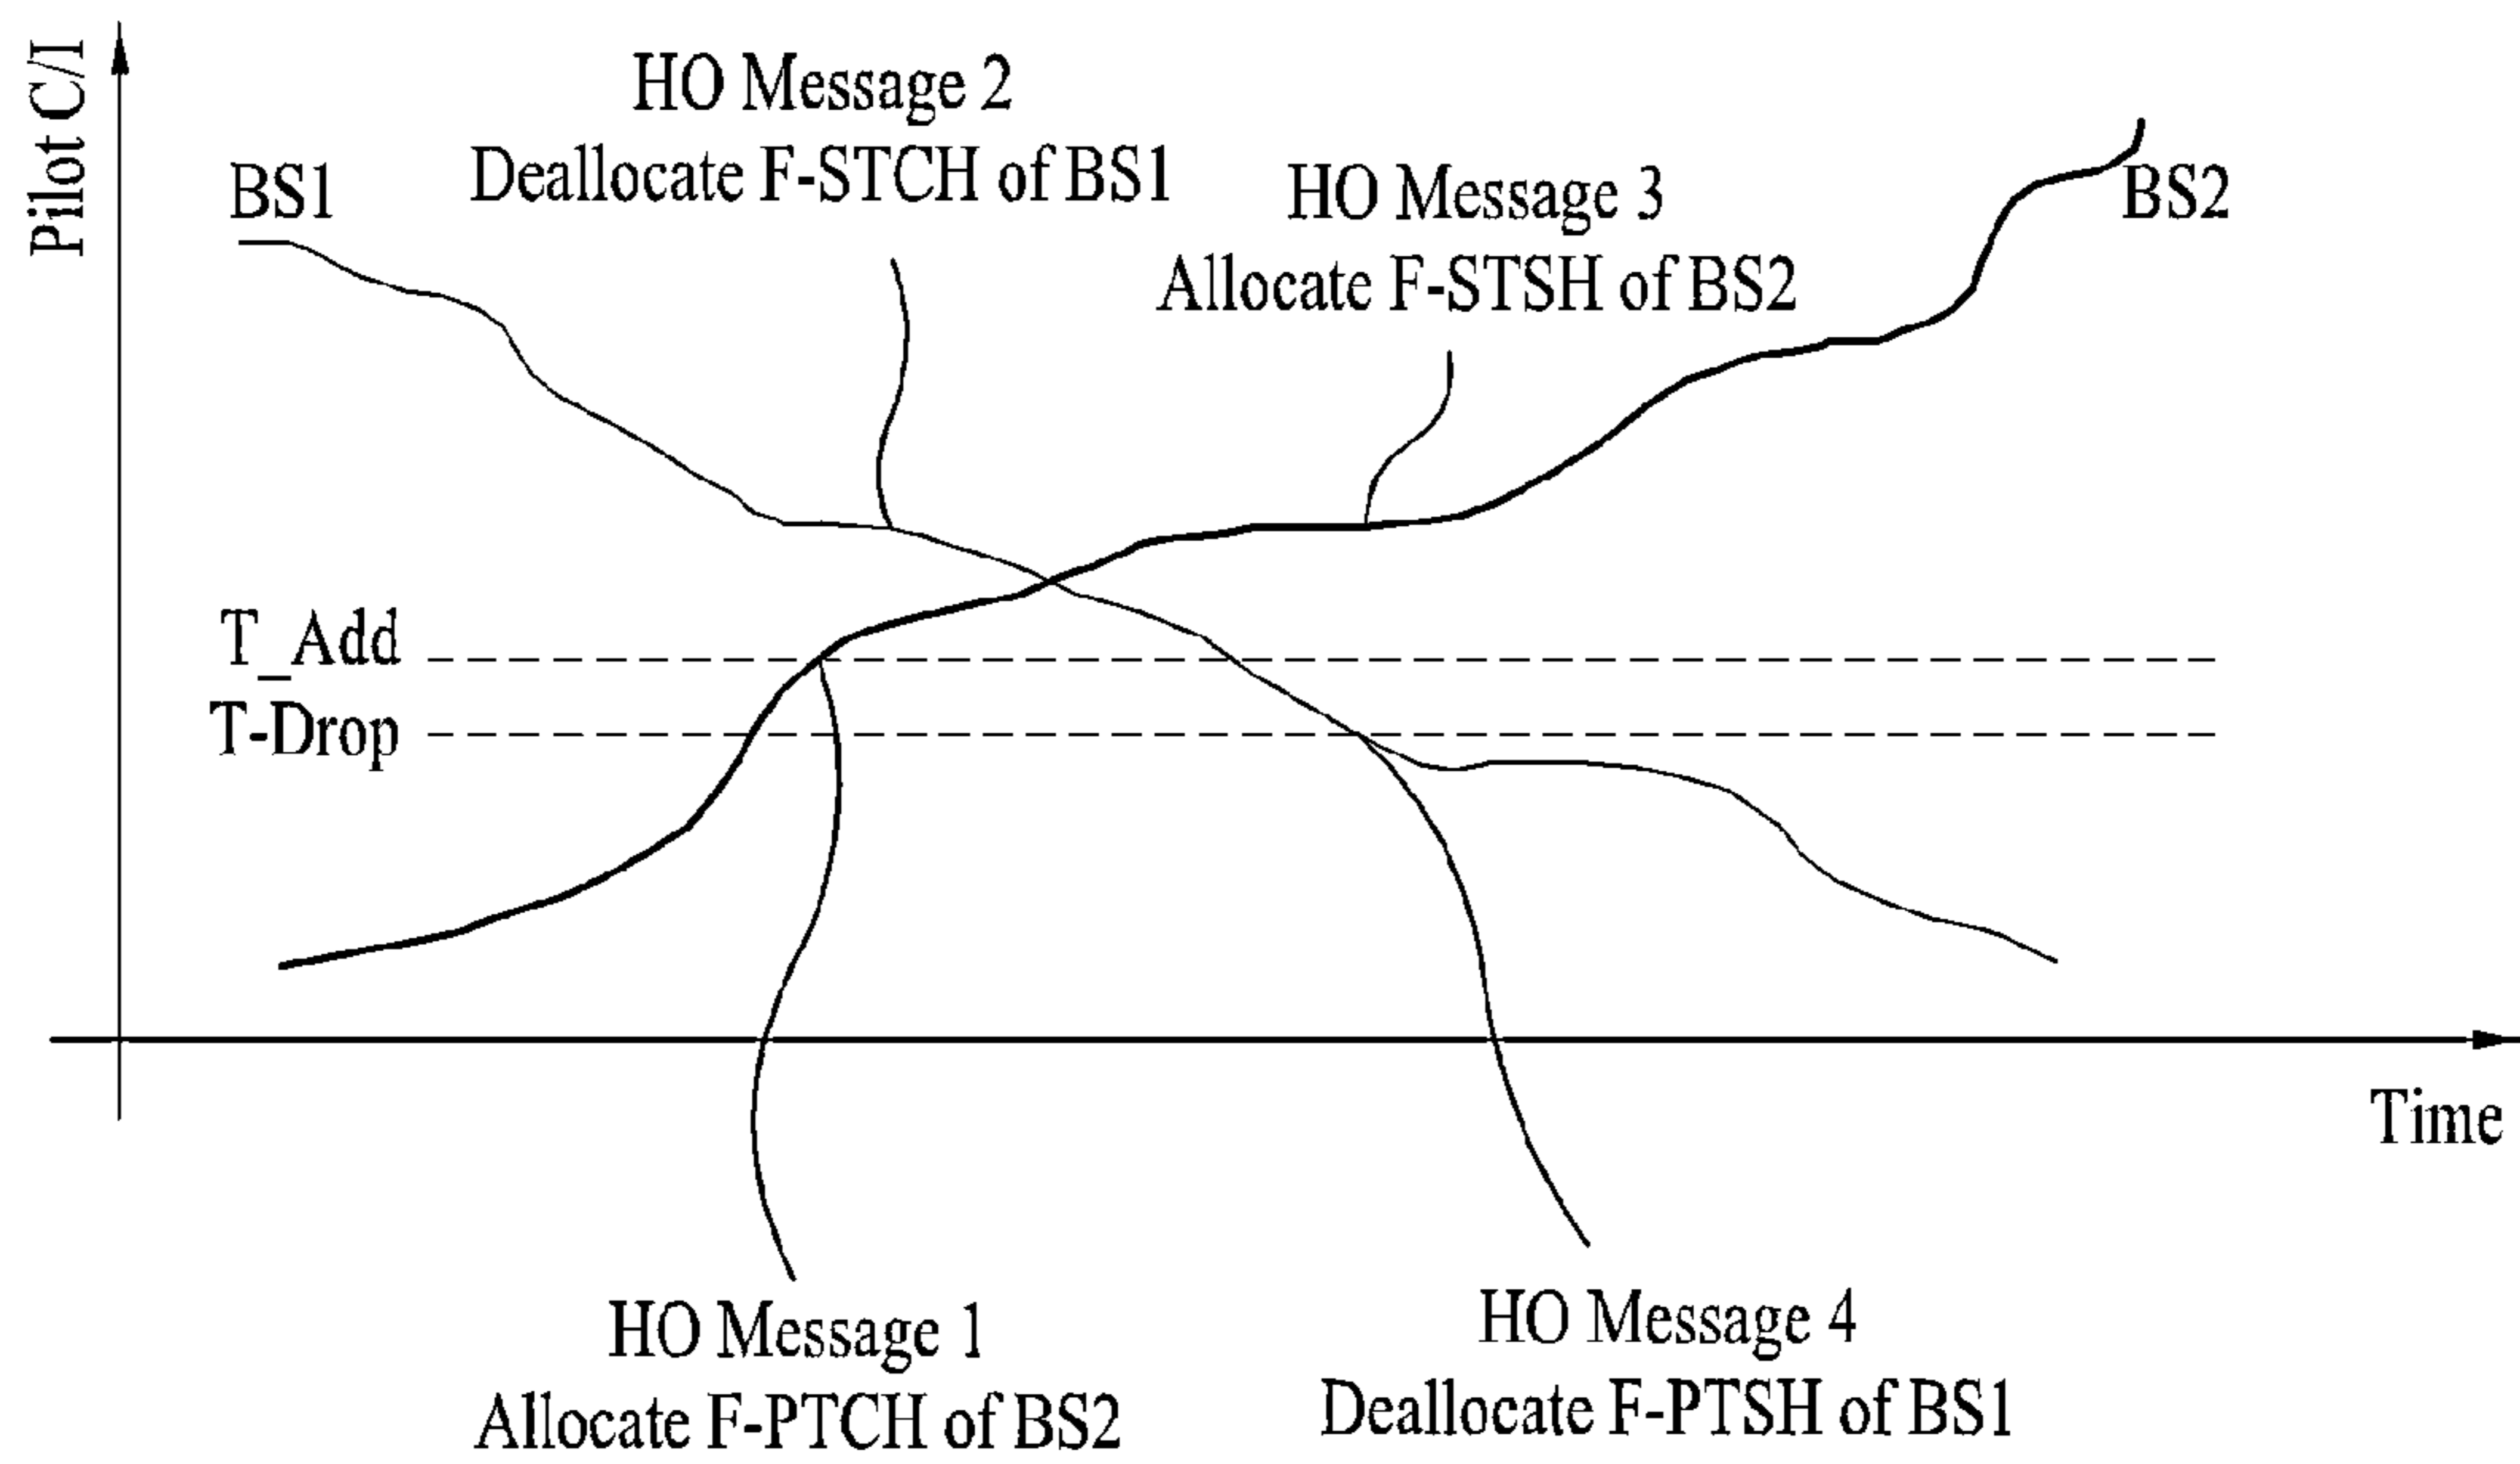 Pilot C/I
HO Message 2
Deallocate F-STCH of BS1
BS1
HO Message 3
Allocate F-STSH of BS2
BS2
T_Add
T-Drop
Time
HO Message 1
Allocate F-PTCH of BS2
HO Message 4
Deallocate F-PTSH of BS1